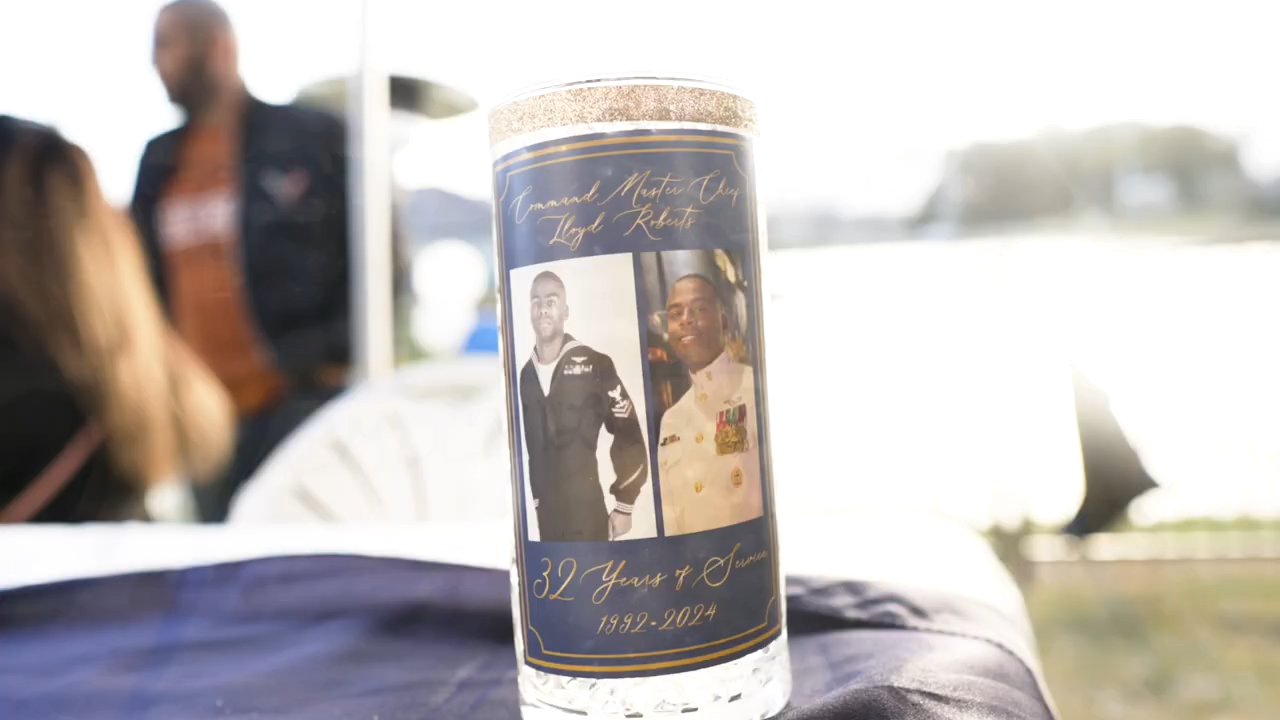 Command Master Chief
Lloyd Roberts
32 Years of Service
1992-2024